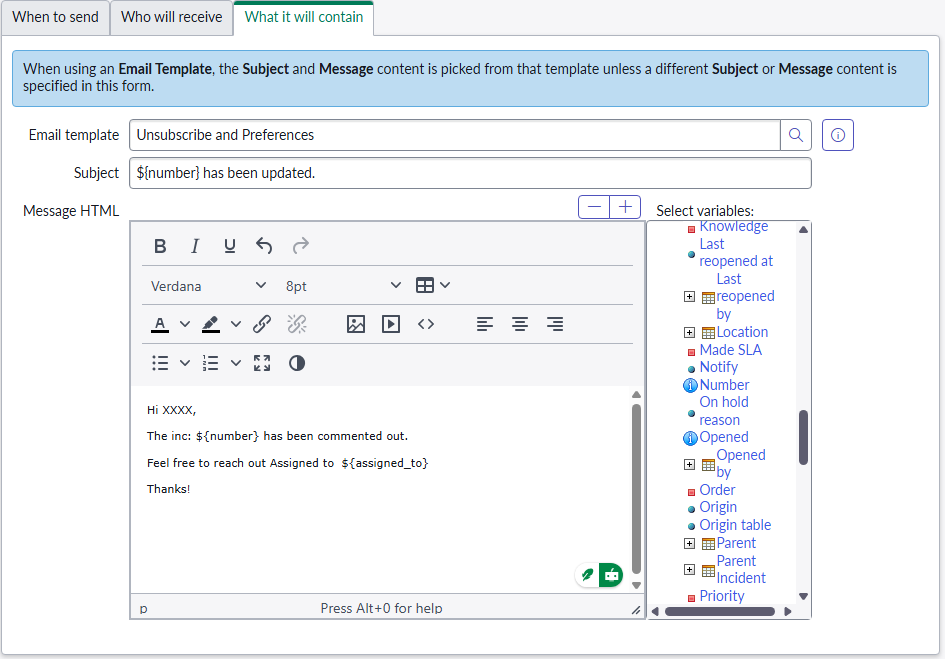 When to send
Who will receive
What it will contain
When using an Email Template, the Subject and Message content is picked from that template unless a different Subject or Message content is
specified in this form.
Email template
Unsubscribe and Preferences
Subject
${number} has been updated.
Message HTML
Select variables:
B I U
Verdana
8pt
A
Hi XXXX,
The inc: ${number} has been commented out.
Feel free to reach out Assigned to  ${assigned_to}
Thanks!
p
Press Alt+0 for help
Knowledge
Last
reopened at
Last
reopened
by
Location
Made SLA
Notify
Number
On hold
reason
Opened
Opened
by
Order
Origin
Origin table
Parent
Parent
Incident
Priority